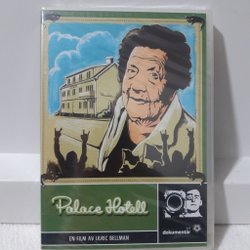 Palace Hotell
EN FILM AV ULRIC BELLMAN
dokumentär